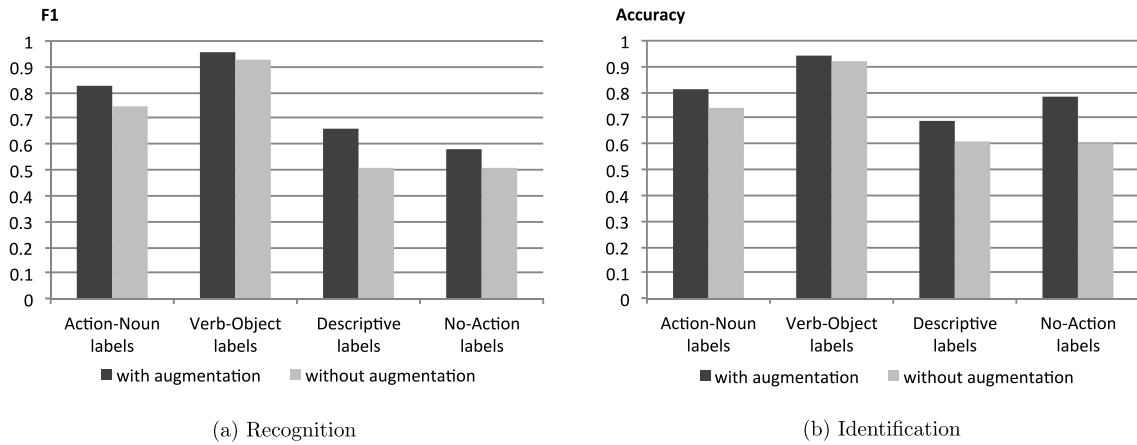 F1
1
0.9
0.8
0.7
0.6
0.5
0.4
0.3
0.2
0.1
0
Action-Noun labels
Verb-Object labels
Descriptive labels
No-Action labels
with augmentation without augmentation
(a) Recognition
Accuracy
1
0.9
0.8
0.7
0.6
0.5
0.4
0.3
0.2
0.1
0
Action-Noun labels
Verb-Object labels
Descriptive labels
No-Action labels
with augmentation without augmentation
(b) Identification